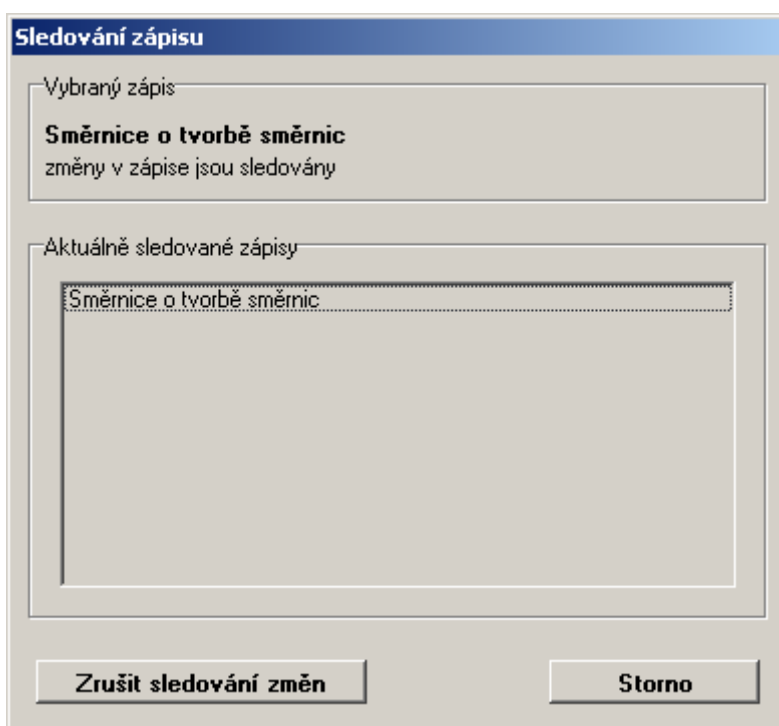 Sledování zápisu
Vybraný zápis
Směrnice o tvorbě směrnic
změny v zápise jsou sledovány
Aktuálně sledované zápisy
Směrnice o tvorbě směrnic
Zrušit sledování změn
Storno